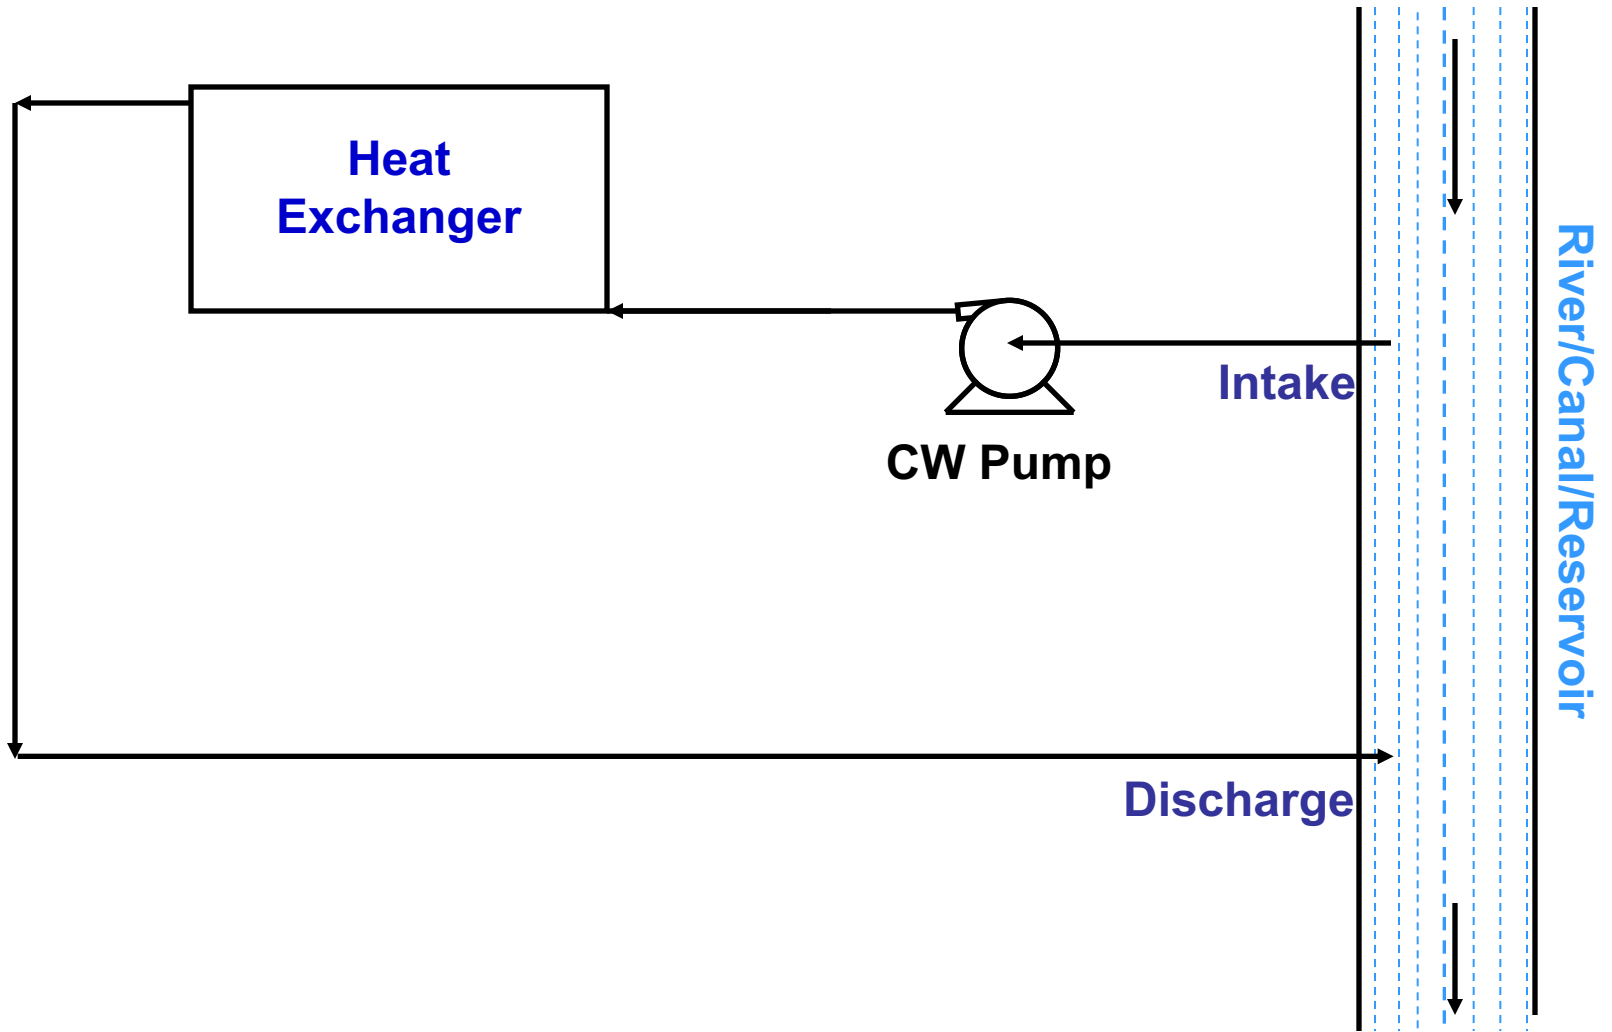 Heat
Exchanger
River/Canal/Reservoir
Intake
CW Pump
Discharge